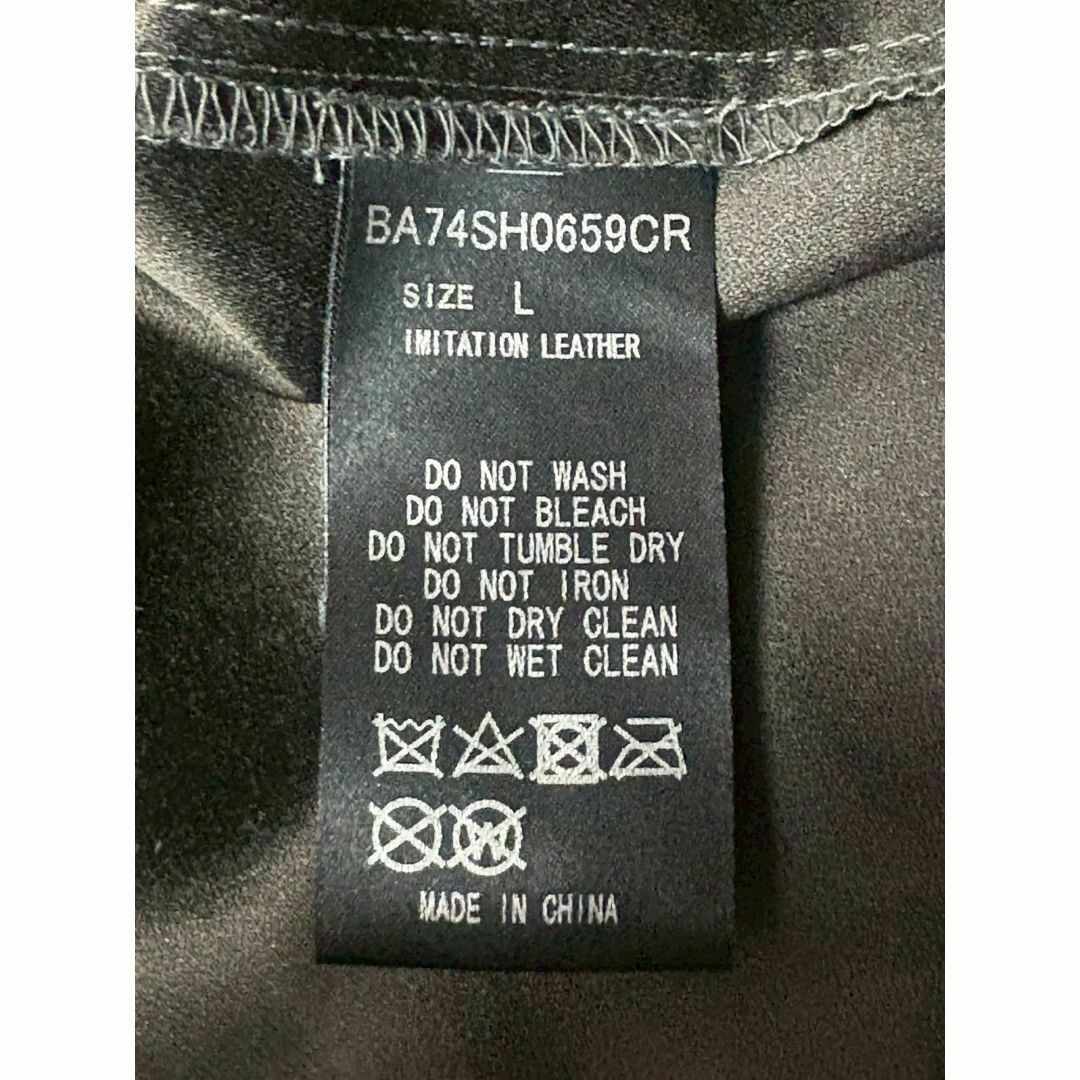 BA74SH0659CR
SIZE L
IMITATION LEATHER
DO NOT WASH
DO NOT BLEACH
DO NOT TUMBLE DRY
DO NOT IRON
DO NOT DRY CLEAN
DO NOT WET CLEAN
W
MADE IN CHINA